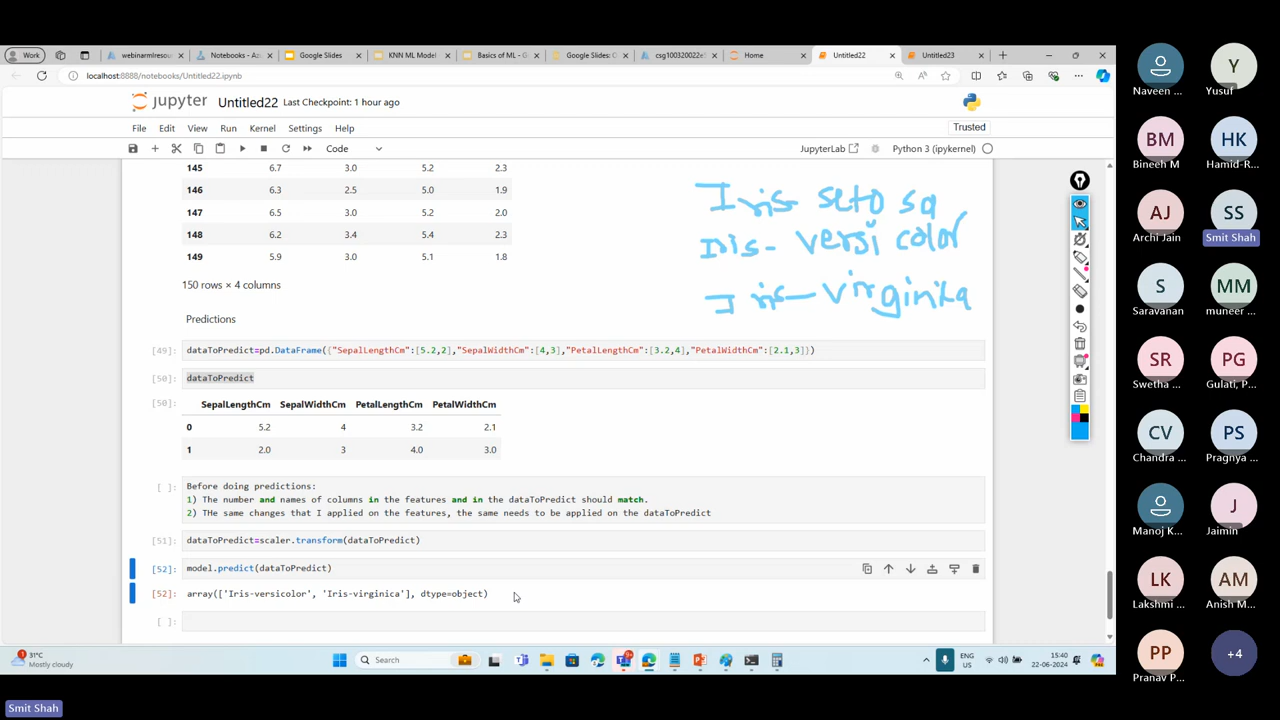 Work
webinarmlresou
Notebooks - Az
Google Slides
KNN ML Model
Basics of ML - G
Google Slides: O
csg100320022e
Home
Untitled22
Untitled23
localhost:8888/notebooks/Untitled22.ipynb
jupyter Untitled22 Last Checkpoint: 1 hour ago
File Edit View Run Kernel Settings Help
Trusted
Code
JupyterLab
Python 3 (ipykernel)
145 6.7 3.0 5.2 2.3
146 6.3 2.5 5.0 1.9
147 6.5 3.0 5.2 2.0
148 6.2 3.4 5.4 2.3
149 5.9 3.0 5.1 1.8
150 rows × 4 columns
Iris setosa
Iris- versicolor
Iris-virginika
Predictions
[49]: dataToPredict=pd.DataFrame({"SepalLengthCm":[5.2,2],"SepalWidthCm":[4,3],"PetalLengthCm":[3.2,4],"PetalWidthCm":[2.1,3]})
[50]: dataToPredict
[50]: SepalLengthCm SepalWidthCm PetalLengthCm PetalWidthCm
0 5.2 4 3.2 2.1
1 2.0 3 4.0 3.0
[ ]: Before doing predictions:
1) The number and names of columns in the features and in the dataToPredict should match.
2) THe same changes that I applied on the features, the same needs to be applied on the dataToPredict
[51]: dataToPredict=scaler.transform(dataToPredict)
[52]: model.predict(dataToPredict)
[52]: array(['Iris-versicolor', 'Iris-virginica'], dtype=object)
[ ]:
31°C
Mostly cloudy
Search
ENG
US
15:40
22-06-2024
Smit Shah
Naveen ...
Y
Yusuf
BM
Bineeh M
HK
Hamid-R...
AJ
Archi Jain
SS
Smit Shah
S
Saravanan
MM
muneer ...
SR
Swetha ...
PG
Gulati, P...
CV
Chandra ...
PS
Pragnya ...
Manoj K...
J
Jaimin
LK
Lakshmi ...
AM
Anish M...
PP
Pranav P...
+4